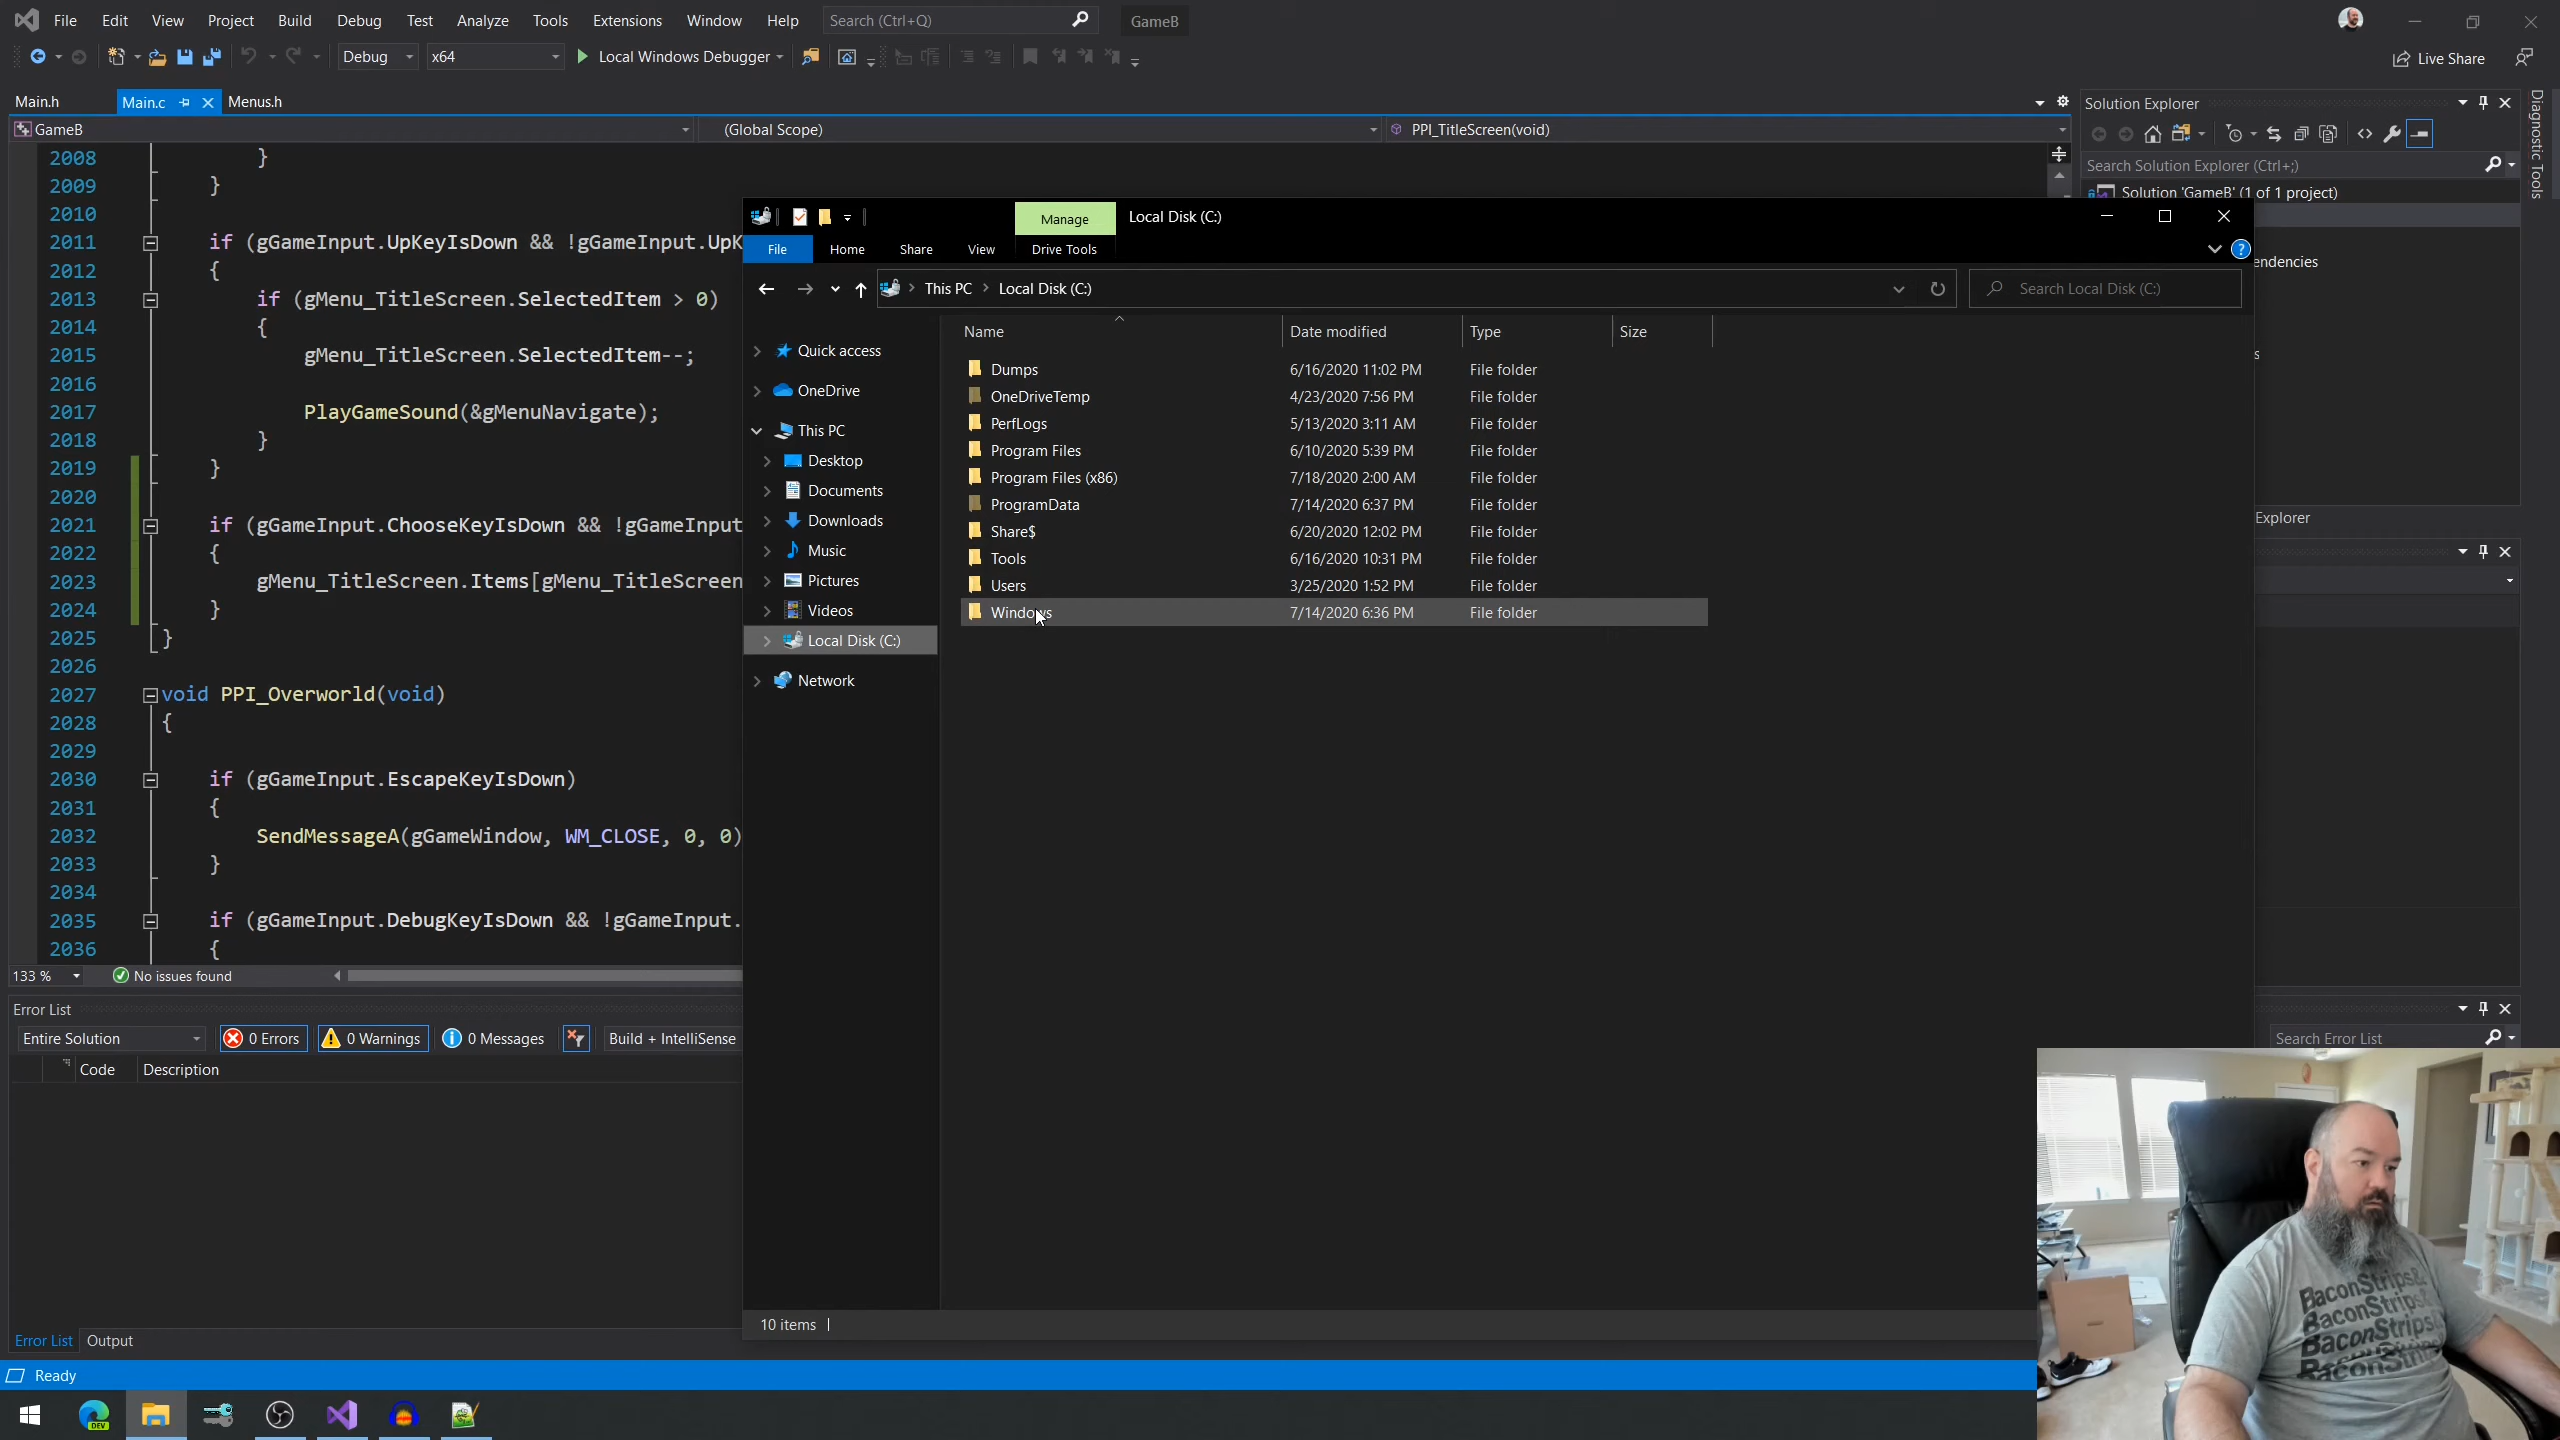 File Edit View Project Build Debug Test Analyze Tools Extensions Window Help Search (Ctrl+Q) GameB
Debug x64 Local Windows Debugger Live Share
Main.h Main.c Menus.h
GameB (Global Scope) PPI_TitleScreen(void)
2008 }
2009 }
2010
2011 if (gGameInput.UpKeyIsDown && !gGameInput.UpK
2012 {
2013 if (gMenu_TitleScreen.SelectedItem > 0)
2014 {
2015 gMenu_TitleScreen.SelectedItem--;
2016
2017 PlayGameSound(&gMenuNavigate);
2018 }
2019 }
2020
2021 if (gGameInput.ChooseKeyIsDown && !gGameInput
2022 {
2023 gMenu_TitleScreen.Items[gMenu_TitleScreen
2024 }
2025 }
2026
2027 void PPI_Overworld(void)
2028 {
2029
2030 if (gGameInput.EscapeKeyIsDown)
2031 {
2032 SendMessageA(gGameWindow, WM_CLOSE, 0, 0)
2033 }
2034
2035 if (gGameInput.DebugKeyIsDown && !gGameInput.
2036 {
133 % No issues found
Error List
Entire Solution 0 Errors 0 Warnings 0 Messages Build + IntelliSense
Code Description
Error List Output
Ready
Manage Local Disk (C:)
File Home Share View Drive Tools
This PC Local Disk (C:) Search Local Disk (C:)
Quick access
OneDrive
This PC
Desktop
Documents
Downloads
Music
Pictures
Videos
Local Disk (C:)
Network
Name Date modified Type Size
Dumps 6/16/2020 11:02 PM File folder
OneDriveTemp 4/23/2020 7:56 PM File folder
PerfLogs 5/13/2020 3:11 AM File folder
Program Files 6/10/2020 5:39 PM File folder
Program Files (x86) 7/18/2020 2:00 AM File folder
ProgramData 7/14/2020 6:37 PM File folder
Share$ 6/20/2020 12:02 PM File folder
Tools 6/16/2020 10:31 PM File folder
Users 3/25/2020 1:52 PM File folder
Windows 7/14/2020 6:36 PM File folder
10 items
Solution Explorer
Search Solution Explorer (Ctrl+;)
Solution 'GameB' (1 of 1 project)
endencies
s
Explorer
Search Error List
Diagnostic Tools
DEV
BaconStrips&
BaconStrips&
BaconStrips&
BaconStrips